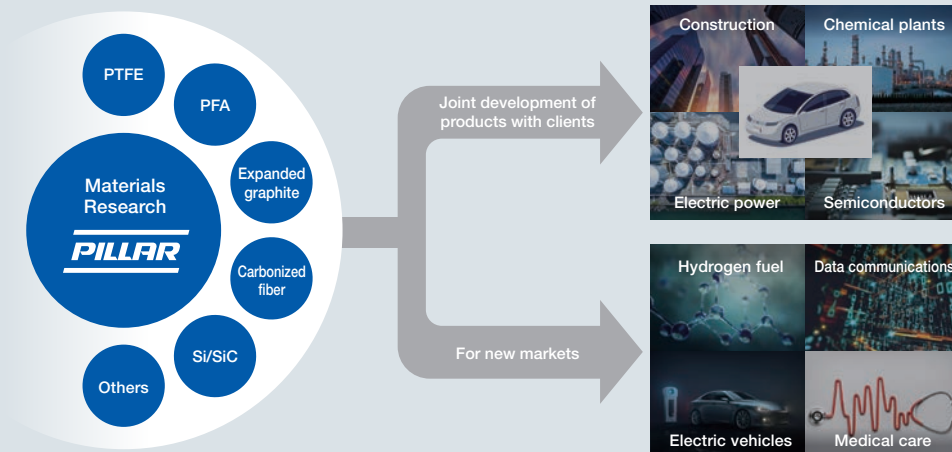 PTFE
PFA
Expanded
graphite
Carbonized
fiber
Si/SiC
Others
Materials
Research
PILLAR
Joint development of
products with clients
For new markets
Construction
Chemical plants
Electric power
Semiconductors
Hydrogen fuel
Data communications
Electric vehicles
Medical care